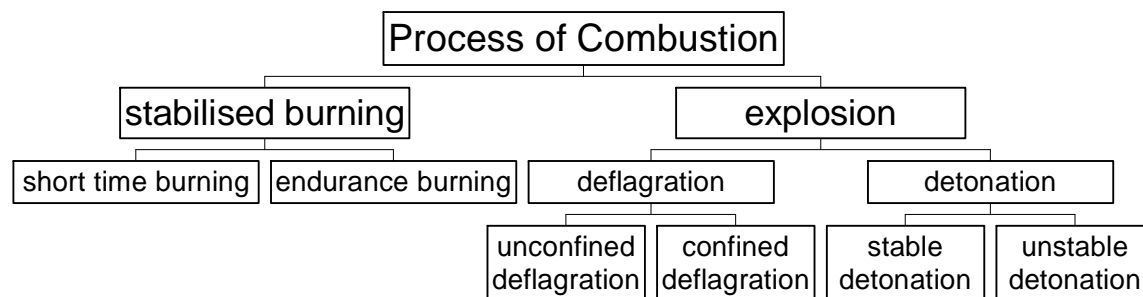 Process of Combustion
stabilised burning
explosion
short time burning
endurance burning
deflagration
detonation
unconfined
deflagration
confined
deflagration
stable
detonation
unstable
detonation